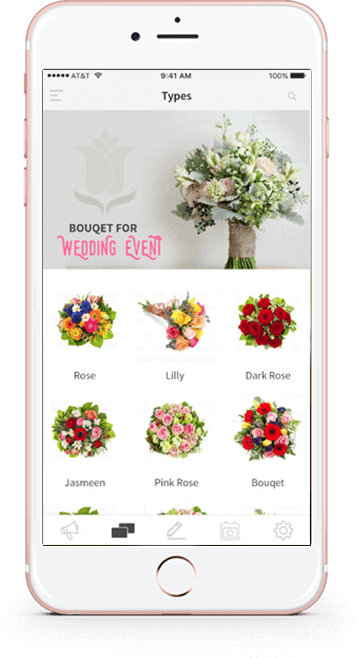 AT&T 9:41 AM 100%
Types
BOUQET FOR
WEDDING EVENT
Rose Lilly Dark Rose
Jasmeen Pink Rose Bouqet